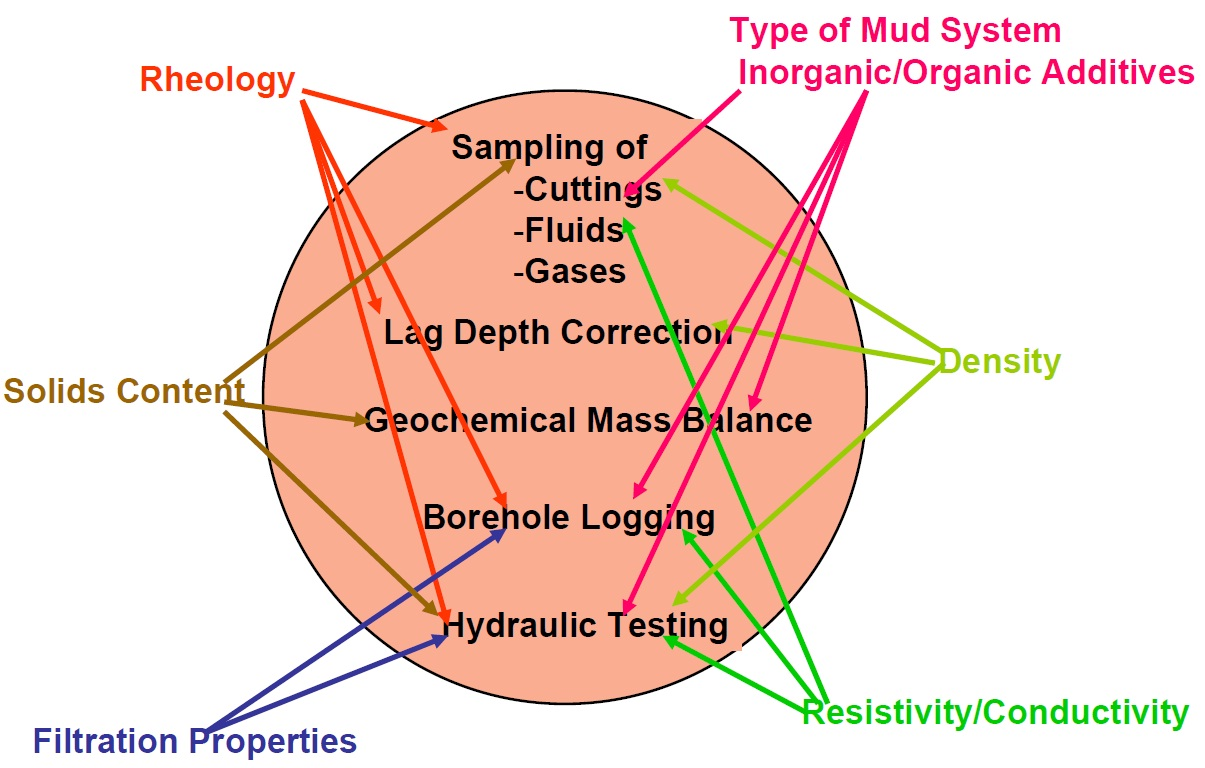 Type of Mud System
Inorganic/Organic Additives
Rheology
Sampling of
-Cuttings
-Fluids
-Gases
Lag Depth Correction
Density
Solids Content
Geochemical Mass Balance
Borehole Logging
Hydraulic Testing
Resistivity/Conductivity
Filtration Properties